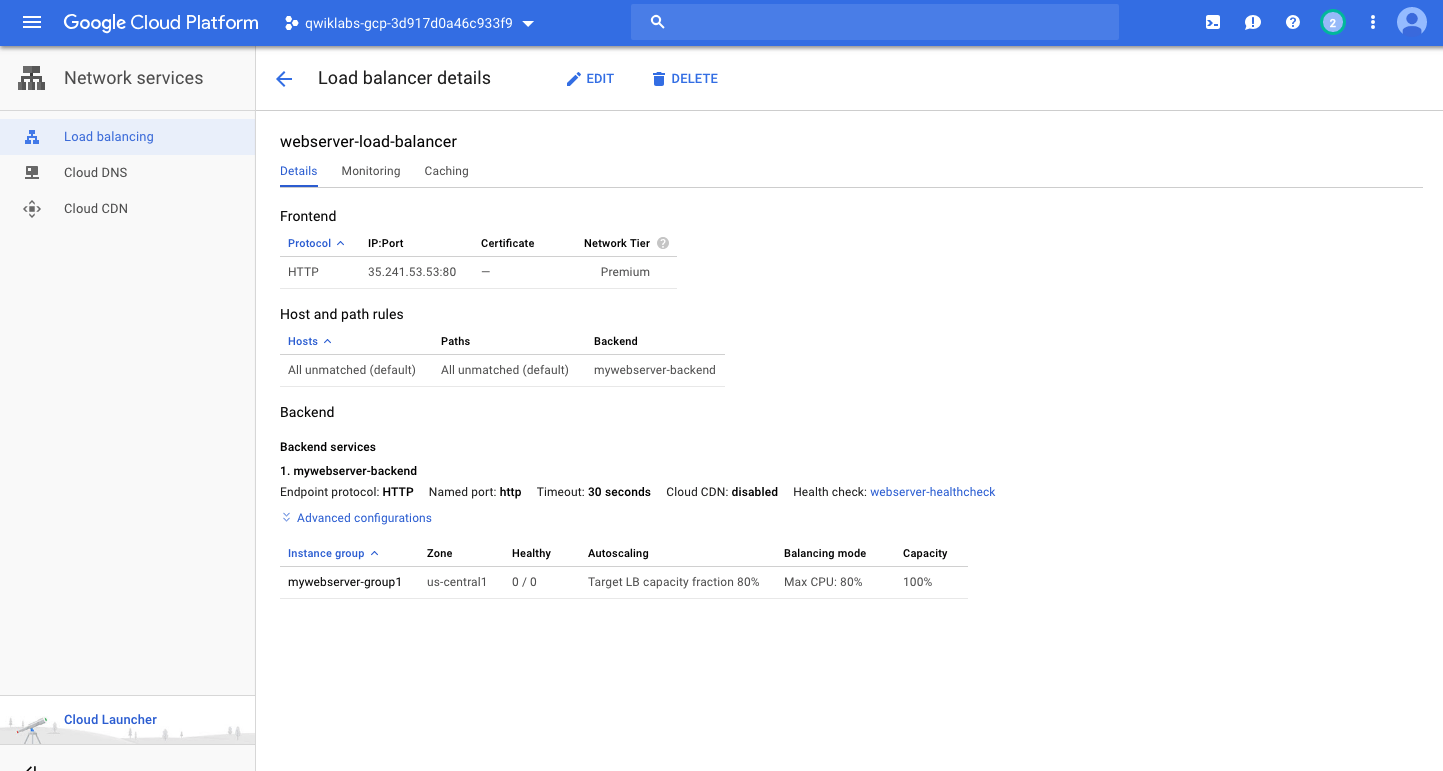 Google Cloud Platform qwiklabs-gcp-3d917d0a46c933f9 2
Network services
Load balancer details EDIT DELETE
Load balancing
Cloud DNS
Cloud CDN
webserver-load-balancer
Details Monitoring Caching
Frontend
Protocol IP:Port Certificate Network Tier ?
HTTP 35.241.53.53:80 — Premium
Host and path rules
Hosts Paths Backend
All unmatched (default) All unmatched (default) mywebserver-backend
Backend
Backend services
1. mywebserver-backend
Endpoint protocol: HTTP Named port: http Timeout: 30 seconds Cloud CDN: disabled Health check: webserver-healthcheck
Advanced configurations
Instance group Zone Healthy Autoscaling Balancing mode Capacity
mywebserver-group1 us-central1 0 / 0 Target LB capacity fraction 80% Max CPU: 80% 100%
Cloud Launcher